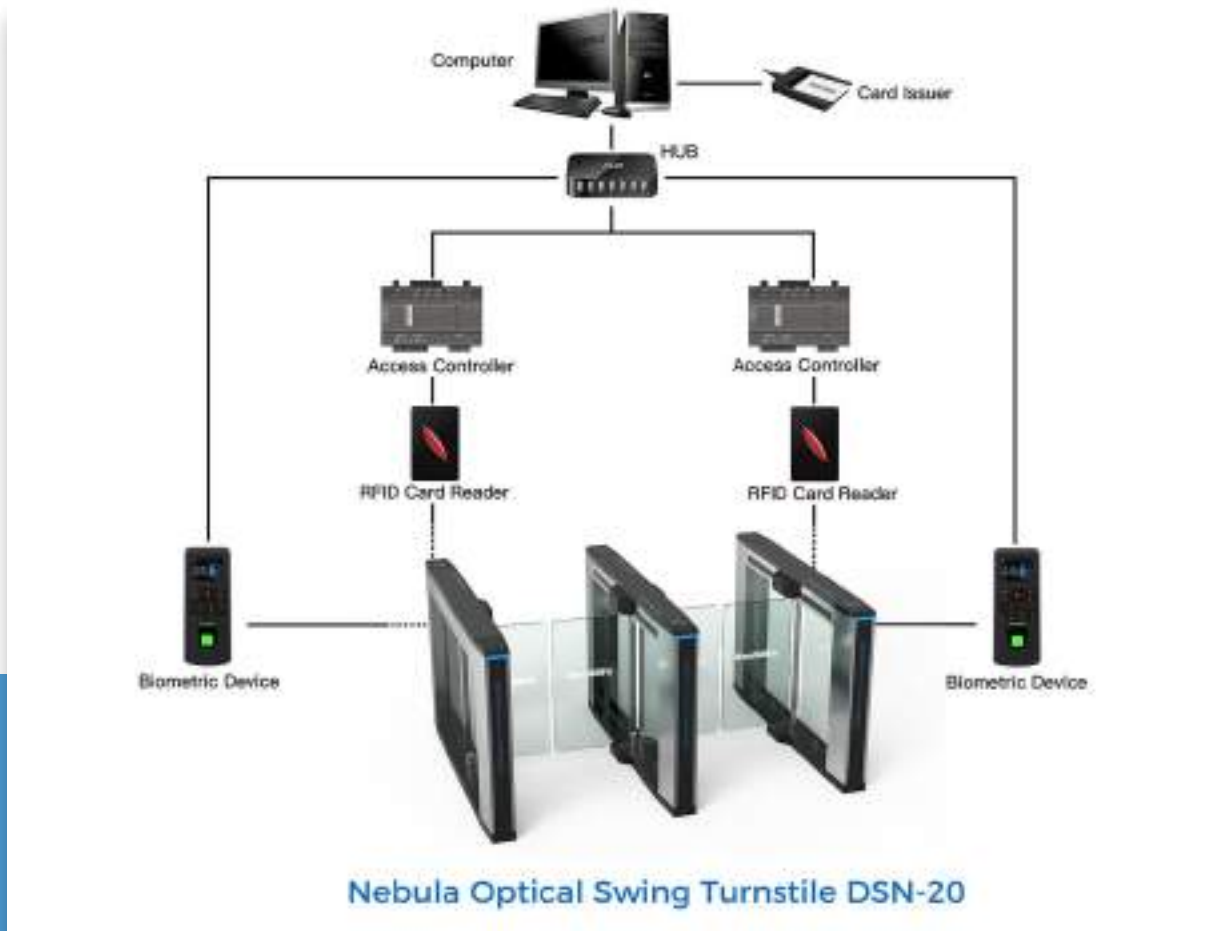 Computer
Card Issuer
HUB
Access Controller
Access Controller
RFID Card Reader
RFID Card Reader
Biometric Device
Biometric Device
Nebula Optical Swing Turnstile DSN-20